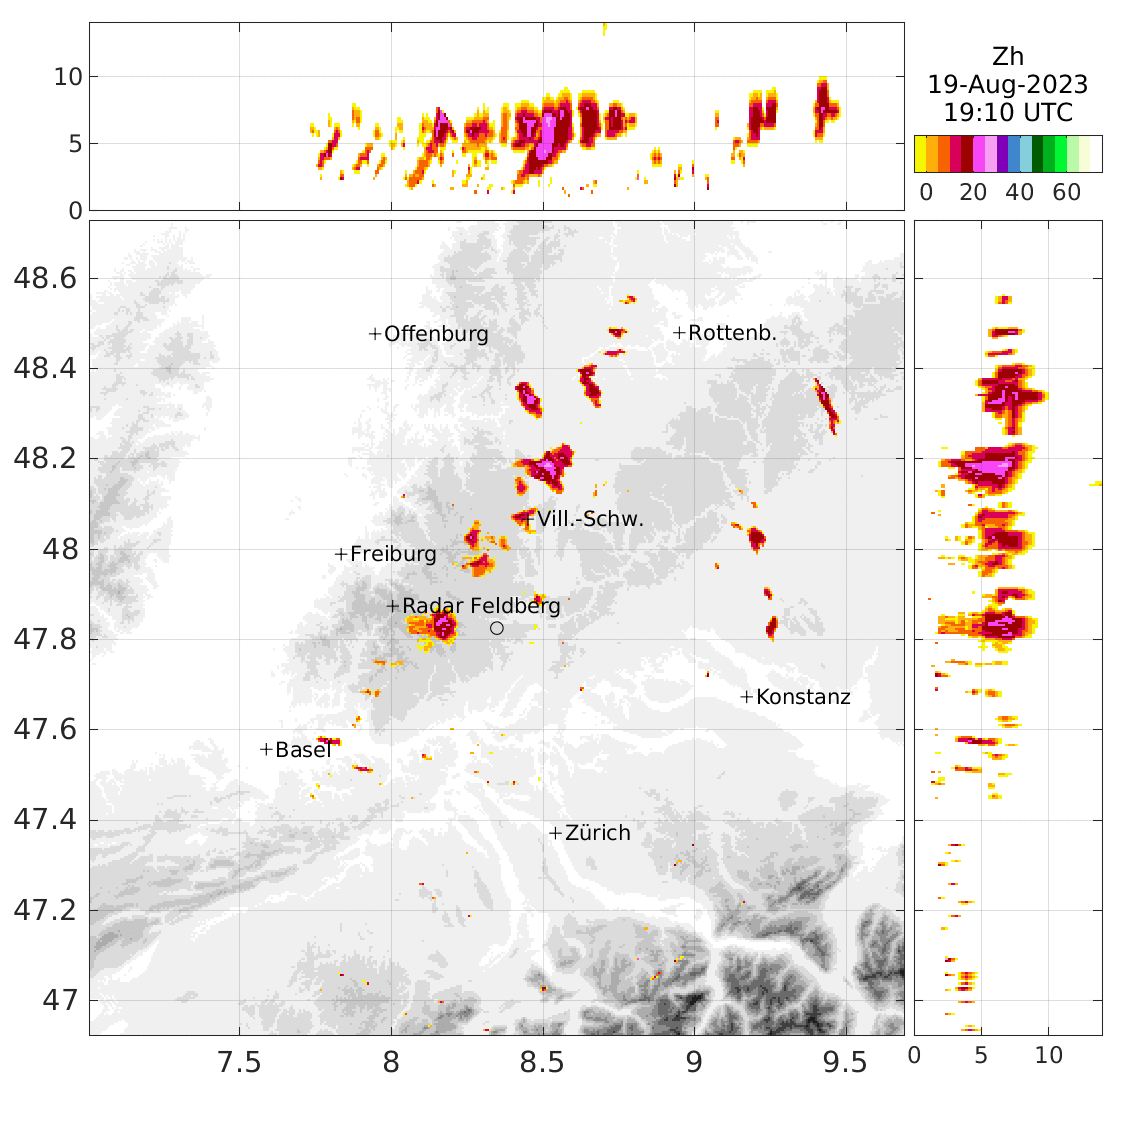 Zh
19-Aug-2023
19:10 UTC
0 20 40 60
10
5
0
48.6
48.4
48.2
48
47.8
47.6
47.4
47.2
47
+Offenburg
+Rottenb.
+Vill.-Schw.
+Freiburg
+Radar Feldberg
+Konstanz
+Basel
+Zürich
7.5 8 8.5 9 9.5
0 5 10